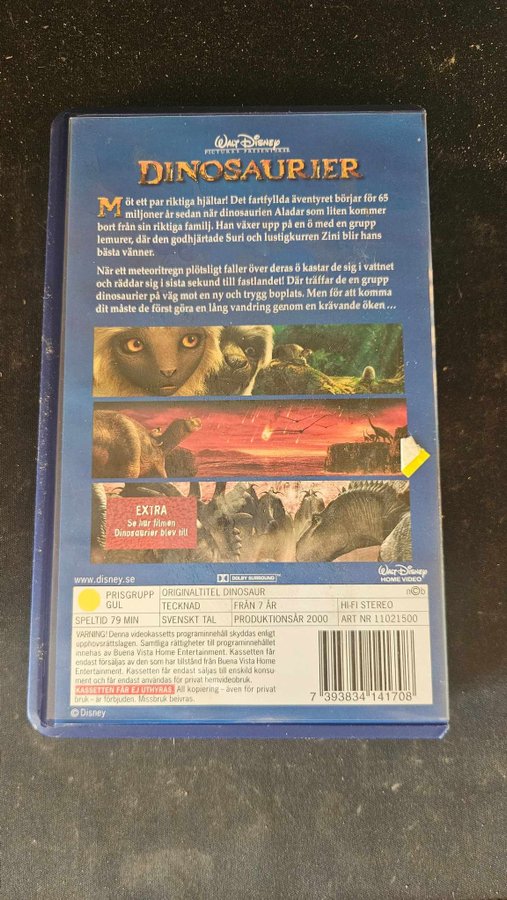 Walt Disney
PICTURES PRESENTERAR
DINOSAURIER
Möt ett par riktiga hjältar! Det fartfyllda äventyret börjar för 65
miljoner år sedan när dinosaurien Aladar som liten kommer
bort från sin riktiga familj. Han växer upp på en ö med en grupp
lemurer, där den godhjärtade Suri och lustigkurren Zini blir hans
bästa vänner.
När ett meteoritregn plötsligt faller över deras ö kastar de sig i vattnet
och räddar sig i sista sekund till fastlandet! Där träffar de en grupp
dinosaurier på väg mot en ny och trygg boplats. Men för att komma
dit måste de först göra en lång vandring genom en krävande öken ...
EXTRA
Se hur filmen
Dinosaurier blev till!
www.disney.se
DOLBY SURROUND
Walt Disney
HOME VIDEO
PRISGRUPP
GUL
ORIGINALTITEL DINOSAUR
n©b
TECKNAD FRÅN 7 ÅR HI-FI STEREO
SPELTID 79 MIN SVENSKT TAL PRODUKTIONSÅR 2000 ART NR 11021500
VARNING! Denna videokassetts programinnehåll skyddas enligt
upphovsrättslagen. Samtliga rättigheter till programinnehållet
innehas av Buena Vista Home Entertainment. Kassetten får
endast försäljas av den som har tillstånd från Buena Vista Home
Entertainment. Kassetten får endast säljas till enskild konsu-
ment och får endast användas för privat hemvideobruk.
KASSETTEN FÅR EJ UTHYRAS. All kopiering - även för privat
bruk - är förbjuden. Missbruk beivras.
7 393834 141708
© Disney